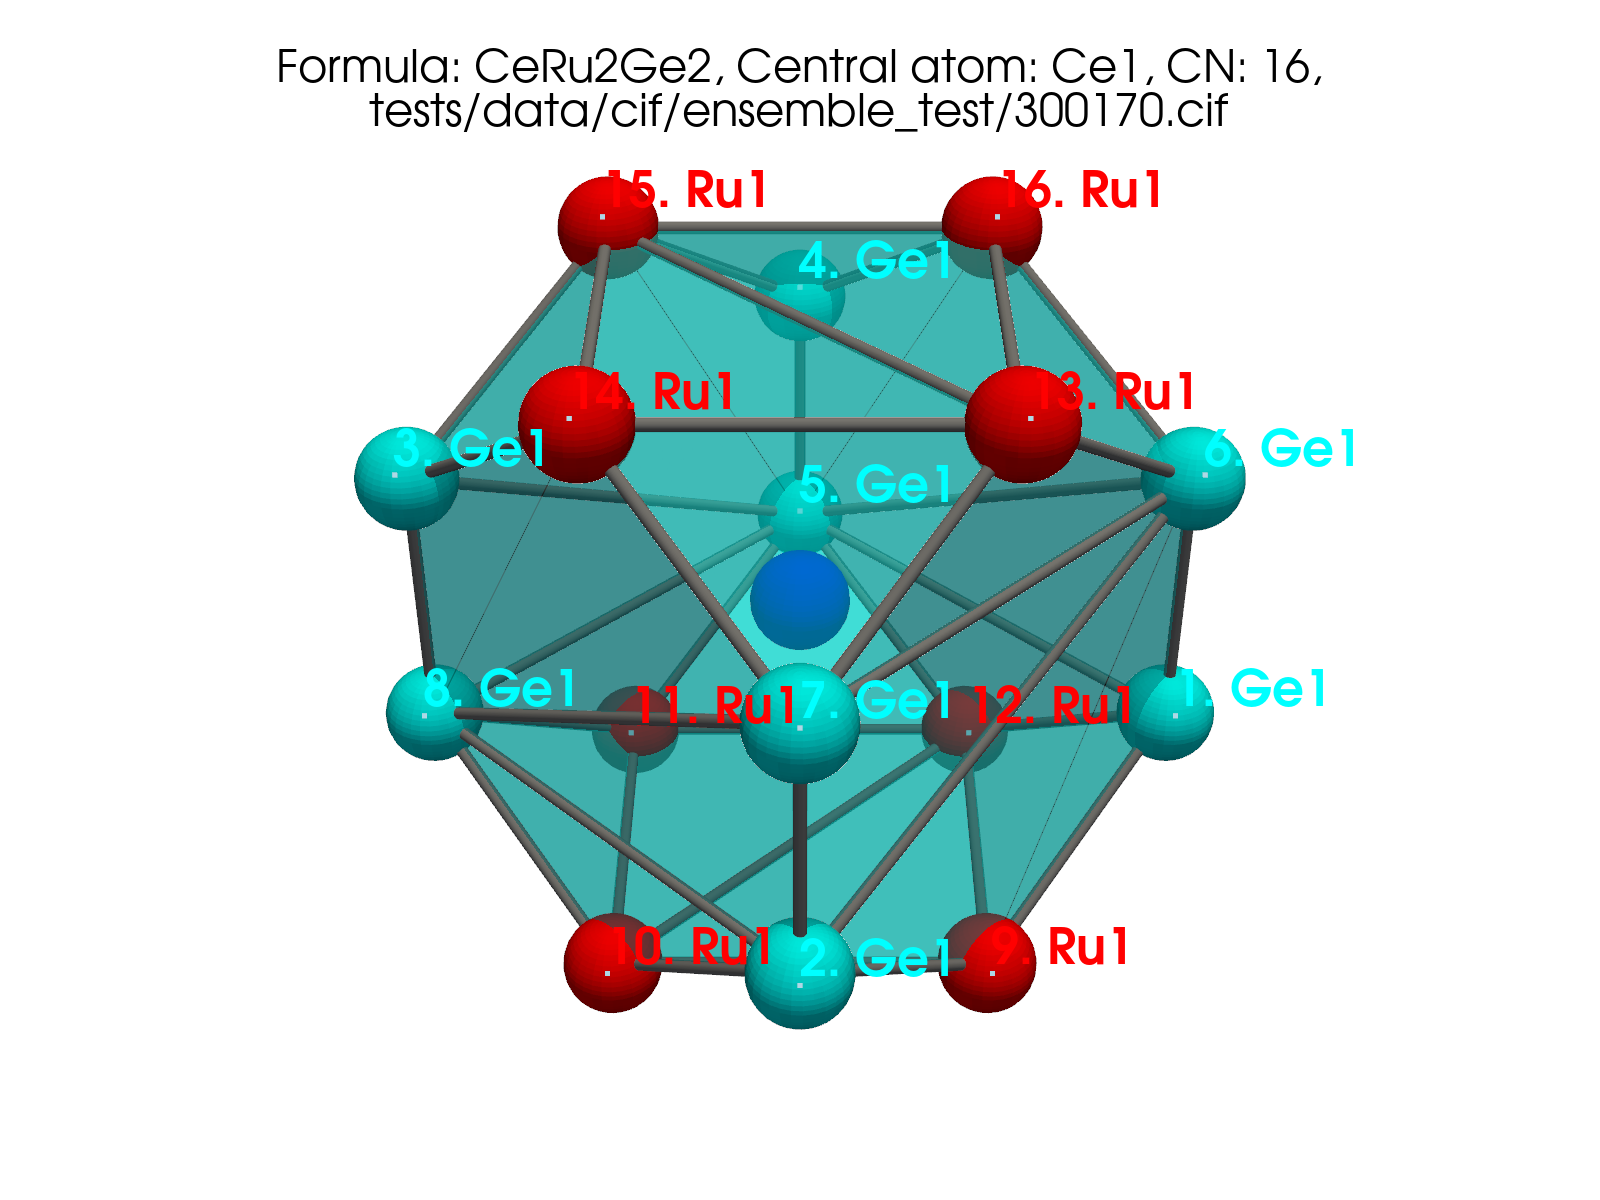 Formula: CeRu2Ge2, Central atom: Ce1, CN: 16,
tests/data/cif/ensemble_test/300170.cif
15. Ru1
16. Ru1
4. Ge1
14. Ru1
13. Ru1
3. Ge1
6. Ge1
5. Ge1
8. Ge1
1. Ge1
11. Ru1
7. Ge1
12. Ru1
10. Ru1
2. Ge1
9. Ru1